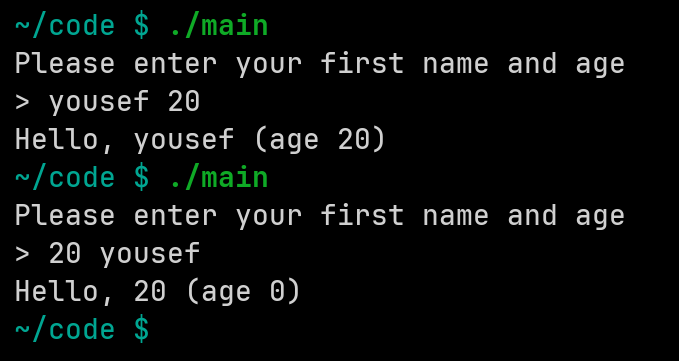 ~/code $ ./main
Please enter your first name and age
> yousef 20
Hello, yousef (age 20)
~/code $ ./main
Please enter your first name and age
> 20 yousef
Hello, 20 (age 0)
~/code $